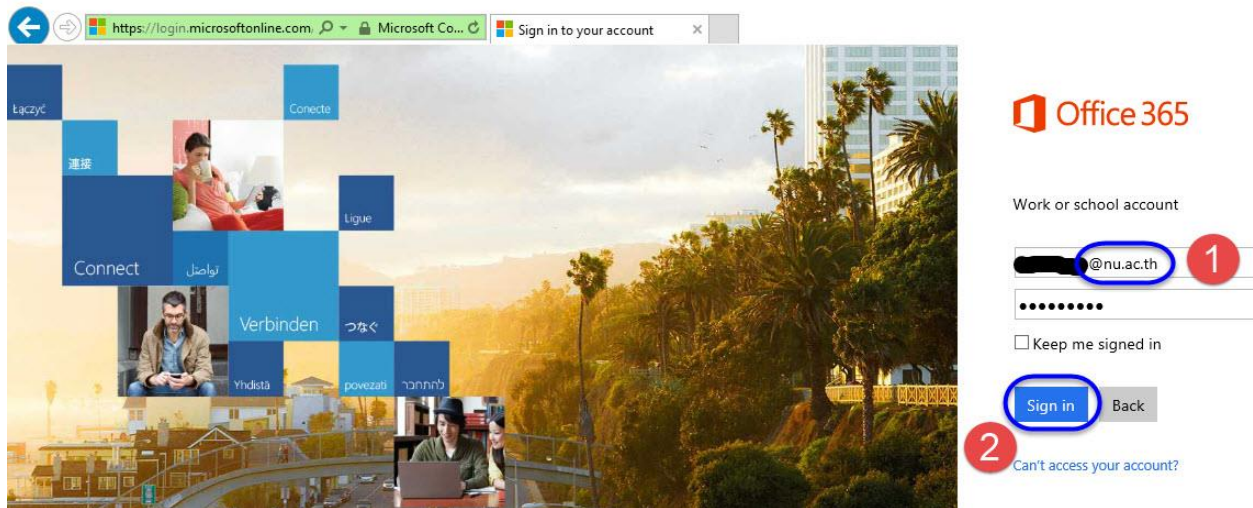 https://login.microsoftonline.com
Microsoft Co...
Sign in to your account
Łączyć
Conecte
連接
Ligue
Connect
تواصل
Verbinden
つなぐ
Yhdistä
povezati
להתחבר
Office 365
Work or school account
@nu.ac.th
1
Keep me signed in
Sign in
Back
2
Can't access your account?